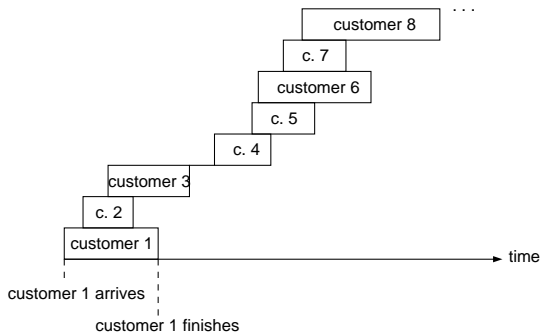 . . .
customer 8
c. 7
customer 6
c. 5
c. 4
customer 3
c. 2
customer 1
time
customer 1 arrives
customer 1 finishes